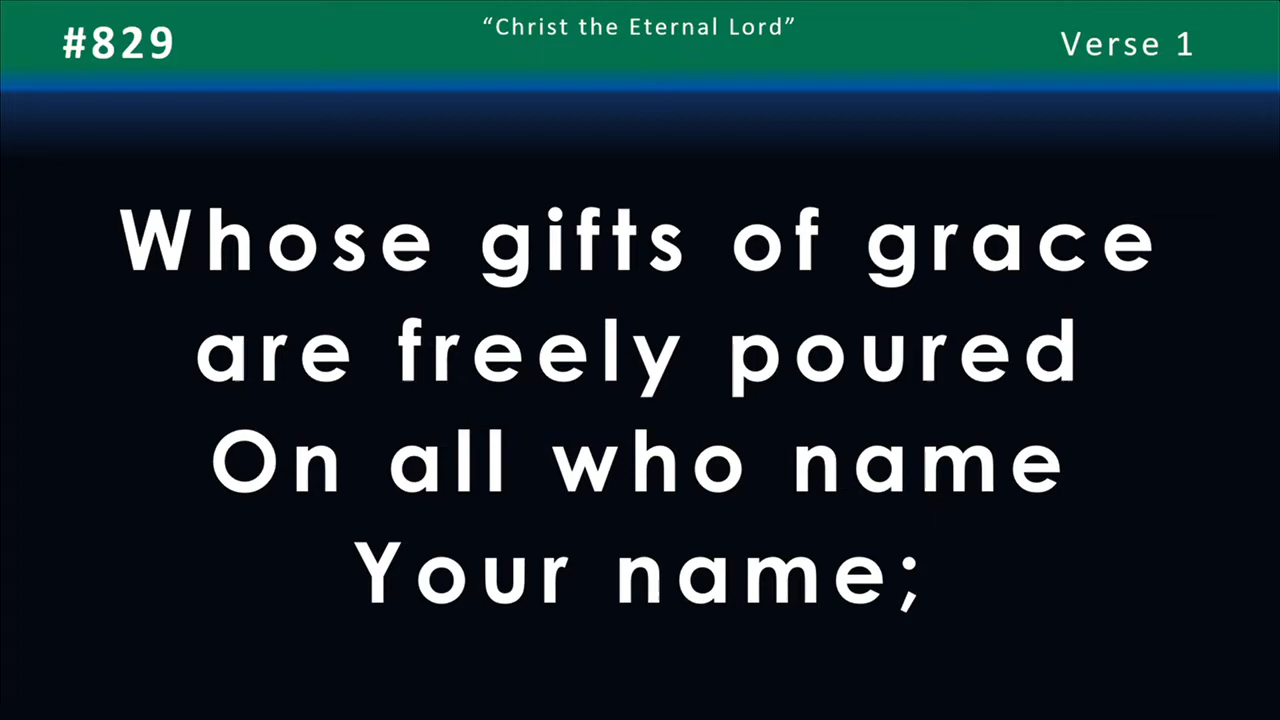 #829
“Christ the Eternal Lord”
Verse 1
Whose gifts of grace
are freely poured
On all who name
Your name;